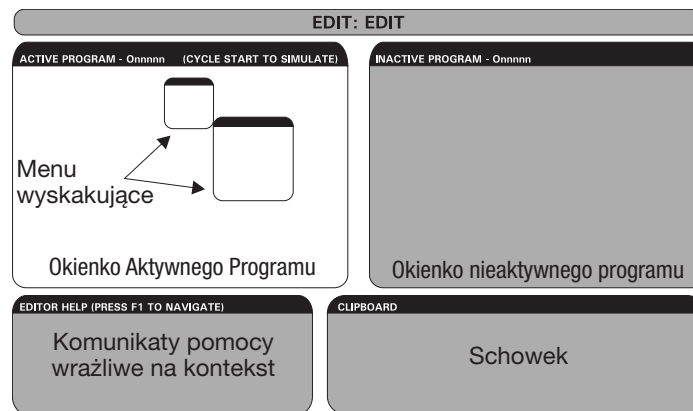 EDIT: EDIT
ACTIVE PROGRAM - Onnnnn (CYCLE START TO SIMULATE)
INACTIVE PROGRAM - Onnnnn
Menu
wyskakujące
Okienko Aktywnego Programu
Okienko nieaktywnego programu
EDITOR HELP (PRESS F1 TO NAVIGATE)
CLIPBOARD
Komunikaty pomocy
wrażliwe na kontekst
Schowek